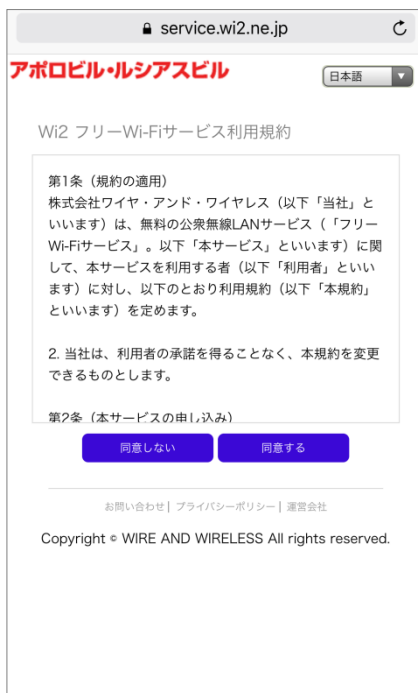 service.wi2.ne.jp
アポロビル・ルシアスビル
日本語
Wi2 フリーWi-Fiサービス利用規約
第1条（規約の適用）
株式会社ワイヤ・アンド・ワイヤレス（以下「当社」と
いいます）は、無料の公衆無線LANサービス（「フリー
Wi-Fiサービス」。以下「本サービス」といいます）に関
して、本サービスを利用する者（以下「利用者」といい
ます）に対し、以下のとおり利用規約（以下「本規約」
といいます）を定めます。
2. 当社は、利用者の承諾を得ることなく、本規約を変更
できるものとします。
第2条（本サービスの申し込み）
同意しない 同意する
お問い合わせ| プライバシーポリシー| 運営会社
Copyright © WIRE AND WIRELESS All rights reserved.